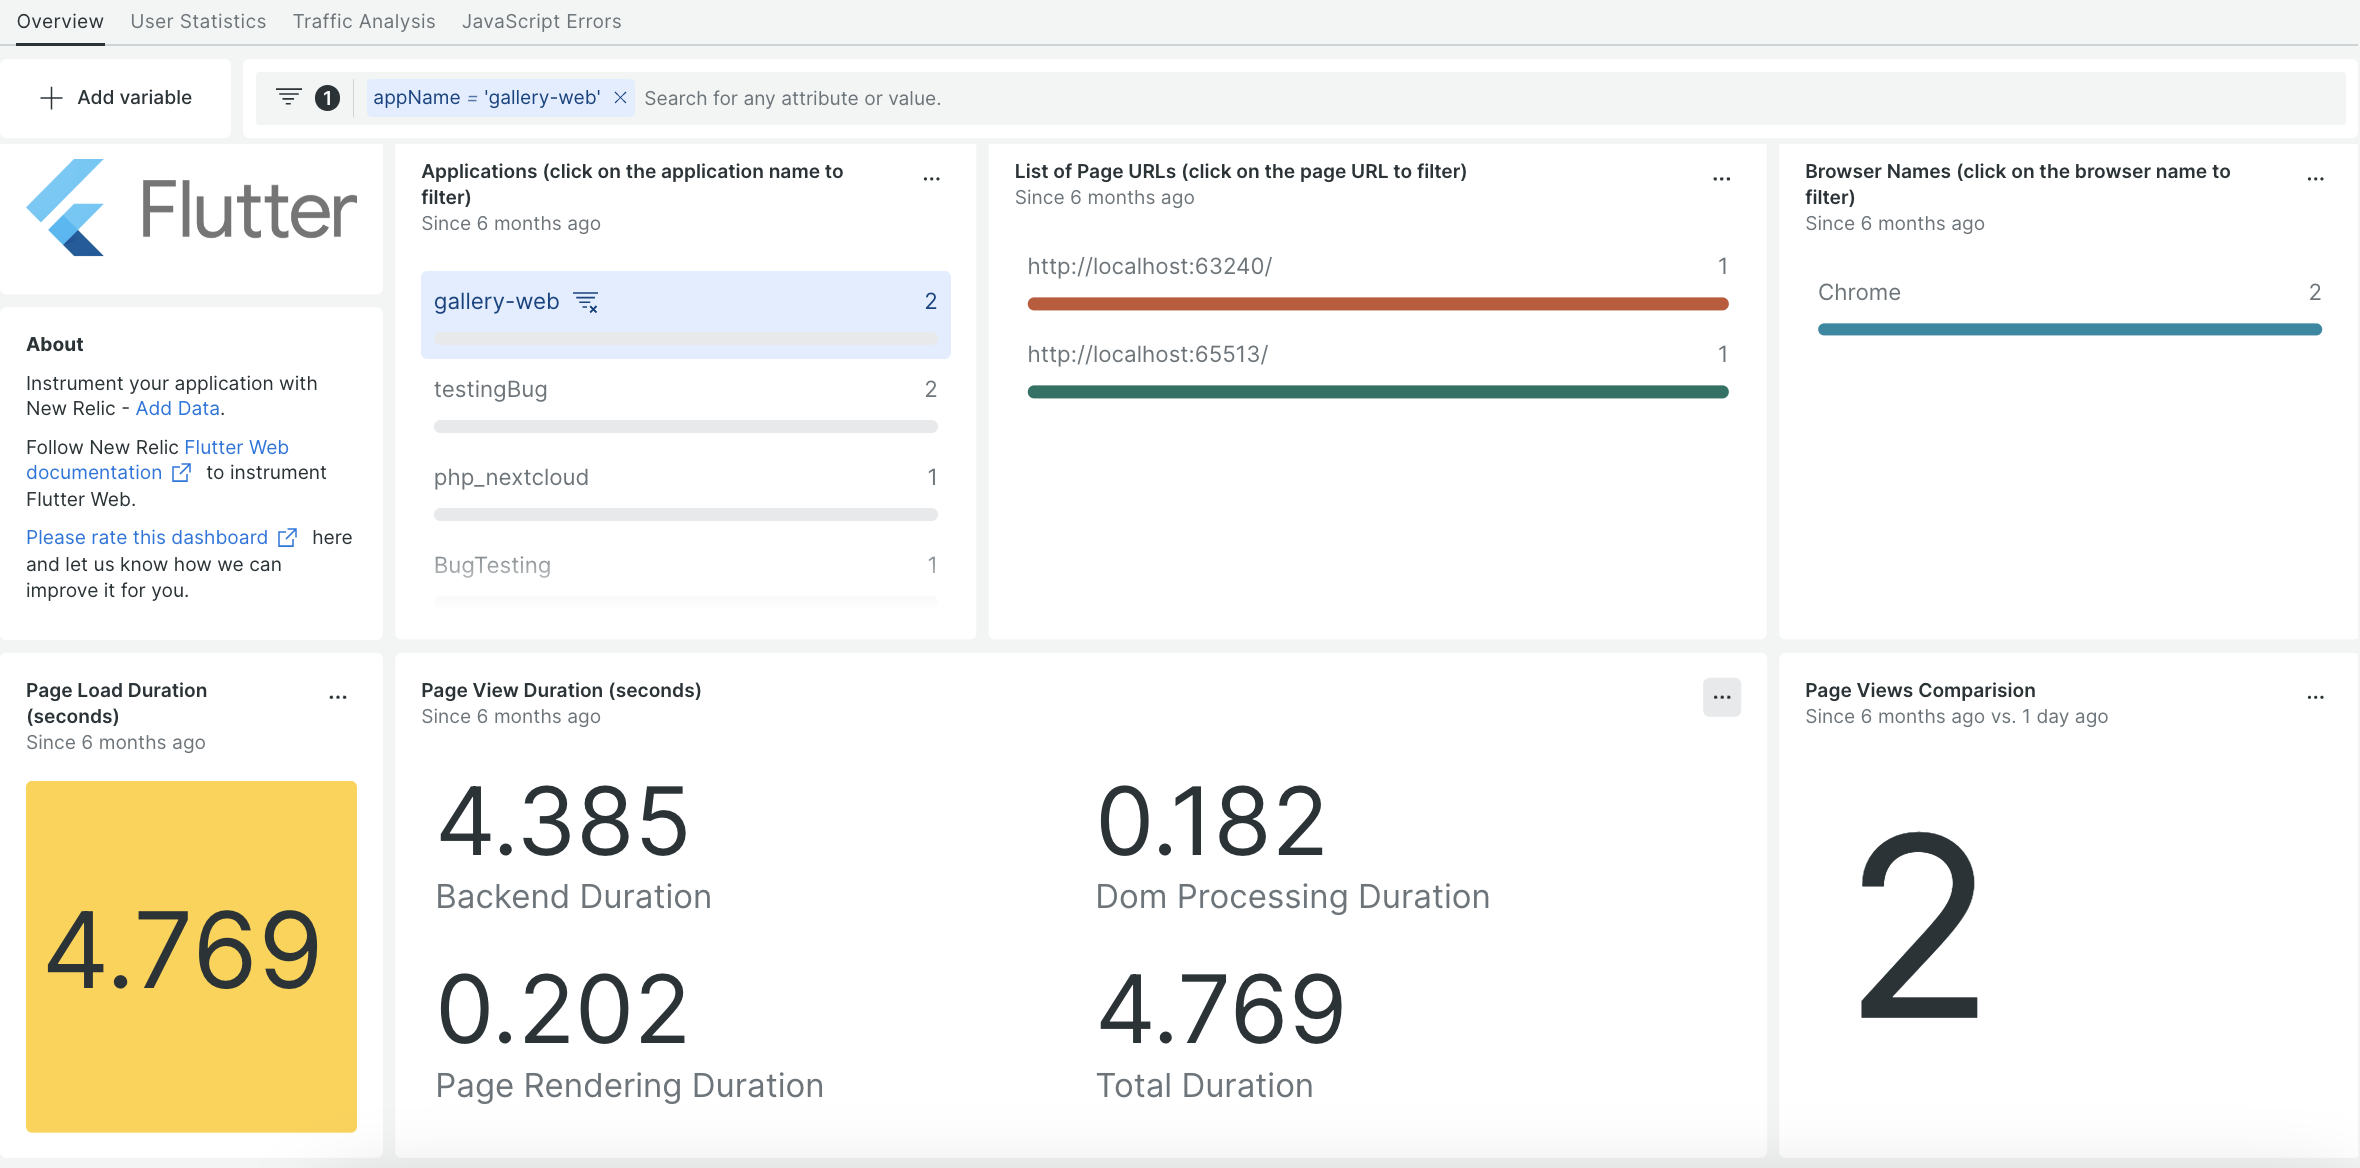 Overview User Statistics Traffic Analysis JavaScript Errors
Add variable
1 appName = 'gallery-web' Search for any attribute or value.
Flutter
About
Instrument your application with
New Relic - Add Data.
Follow New Relic Flutter Web
documentation to instrument
Flutter Web.
Please rate this dashboard here
and let us know how we can
improve it for you.
Applications (click on the application name to
filter)
Since 6 months ago
gallery-web 2
testingBug 2
php_nextcloud 1
BugTesting 1
List of Page URLs (click on the page URL to filter)
Since 6 months ago
http://localhost:63240/ 1
http://localhost:65513/ 1
Browser Names (click on the browser name to
filter)
Since 6 months ago
Chrome 2
Page Load Duration
(seconds)
Since 6 months ago
4.769
Page View Duration (seconds)
Since 6 months ago
4.385
Backend Duration
0.182
Dom Processing Duration
0.202
Page Rendering Duration
4.769
Total Duration
Page Views Comparision
Since 6 months ago vs. 1 day ago
2